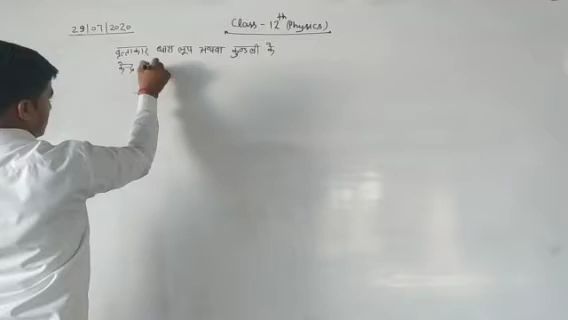 29/07/2020
Class - 12th (Physics)
वृत्ताकार धारा लूप अथवा कुण्डली के
केन्द्र